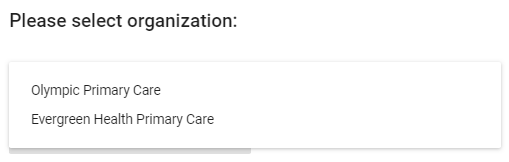 Please select organization:
Olympic Primary Care
Evergreen Health Primary Care